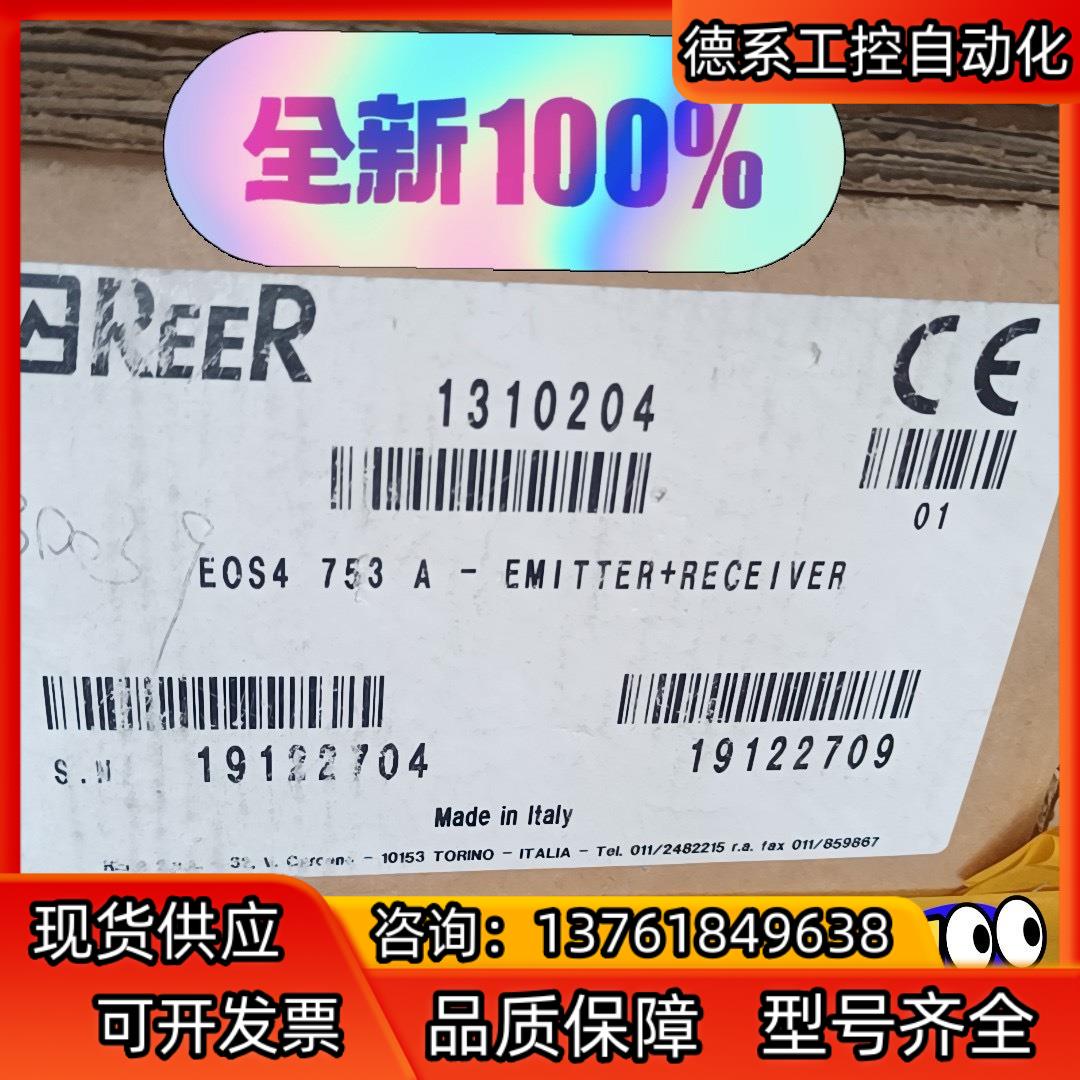 德系工控自动化
全新100%
REER
CE
1310204
01
EOS4 753 A - EMITTER+RECEIVER
S.N 19122704
19122709
Made in Italy
32, V. Carcano - 10153 TORINO - ITALIA - Tel. 011/2482215 r.a. fax 011/859867
现货供应
咨询：13761849638
可开发票
品质保障
型号齐全